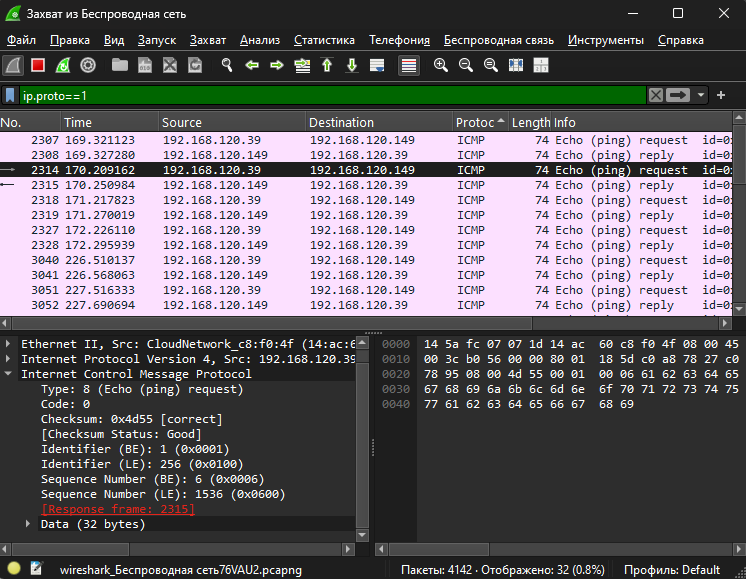 Захват из Беспроводная сеть
Файл Правка Вид Запуск Захват Анализ Статистика Телефония Беспроводная связь Инструменты Справка
ip.proto==1
No. Time Source Destination Protoc Length Info
2307 169.321123 192.168.120.39 192.168.120.149 ICMP 74 Echo (ping) request id=0
2308 169.327280 192.168.120.149 192.168.120.39 ICMP 74 Echo (ping) reply id=0
2314 170.209162 192.168.120.39 192.168.120.149 ICMP 74 Echo (ping) request id=0
2315 170.250984 192.168.120.149 192.168.120.39 ICMP 74 Echo (ping) reply id=0
2318 171.217823 192.168.120.39 192.168.120.149 ICMP 74 Echo (ping) request id=0
2319 171.270019 192.168.120.149 192.168.120.39 ICMP 74 Echo (ping) reply id=0
2327 172.226110 192.168.120.39 192.168.120.149 ICMP 74 Echo (ping) request id=0
2328 172.295939 192.168.120.149 192.168.120.39 ICMP 74 Echo (ping) reply id=0
3040 226.510137 192.168.120.149 192.168.120.39 ICMP 74 Echo (ping) request id=0
3041 226.568063 192.168.120.39 192.168.120.149 ICMP 74 Echo (ping) reply id=0
3051 227.516333 192.168.120.149 192.168.120.39 ICMP 74 Echo (ping) request id=0
3052 227.690694 192.168.120.39 192.168.120.149 ICMP 74 Echo (ping) reply id=0
Ethernet II, Src: CloudNetwork_c8:f0:4f (14:ac:6
Internet Protocol Version 4, Src: 192.168.120.39
Internet Control Message Protocol
Type: 8 (Echo (ping) request)
Code: 0
Checksum: 0x4d55 [correct]
[Checksum Status: Good]
Identifier (BE): 1 (0x0001)
Identifier (LE): 256 (0x0100)
Sequence Number (BE): 6 (0x0006)
Sequence Number (LE): 1536 (0x0600)
[Response frame: 2315]
Data (32 bytes)
0000 14 5a fc 07 07 1d 14 ac 60 c8 f0 4f 08 00 45
0010 00 3c b0 56 00 00 80 01 18 5d c0 a8 78 27 c0
0020 78 95 08 00 4d 55 00 01 00 06 61 62 63 64 65
0030 67 68 69 6a 6b 6c 6d 6e 6f 70 71 72 73 74 75
0040 77 61 62 63 64 65 66 67 68 69
wireshark_Беспроводная сеть76VAU2.pcapng Пакеты: 4142 · Отображено: 32 (0.8%) Профиль: Default